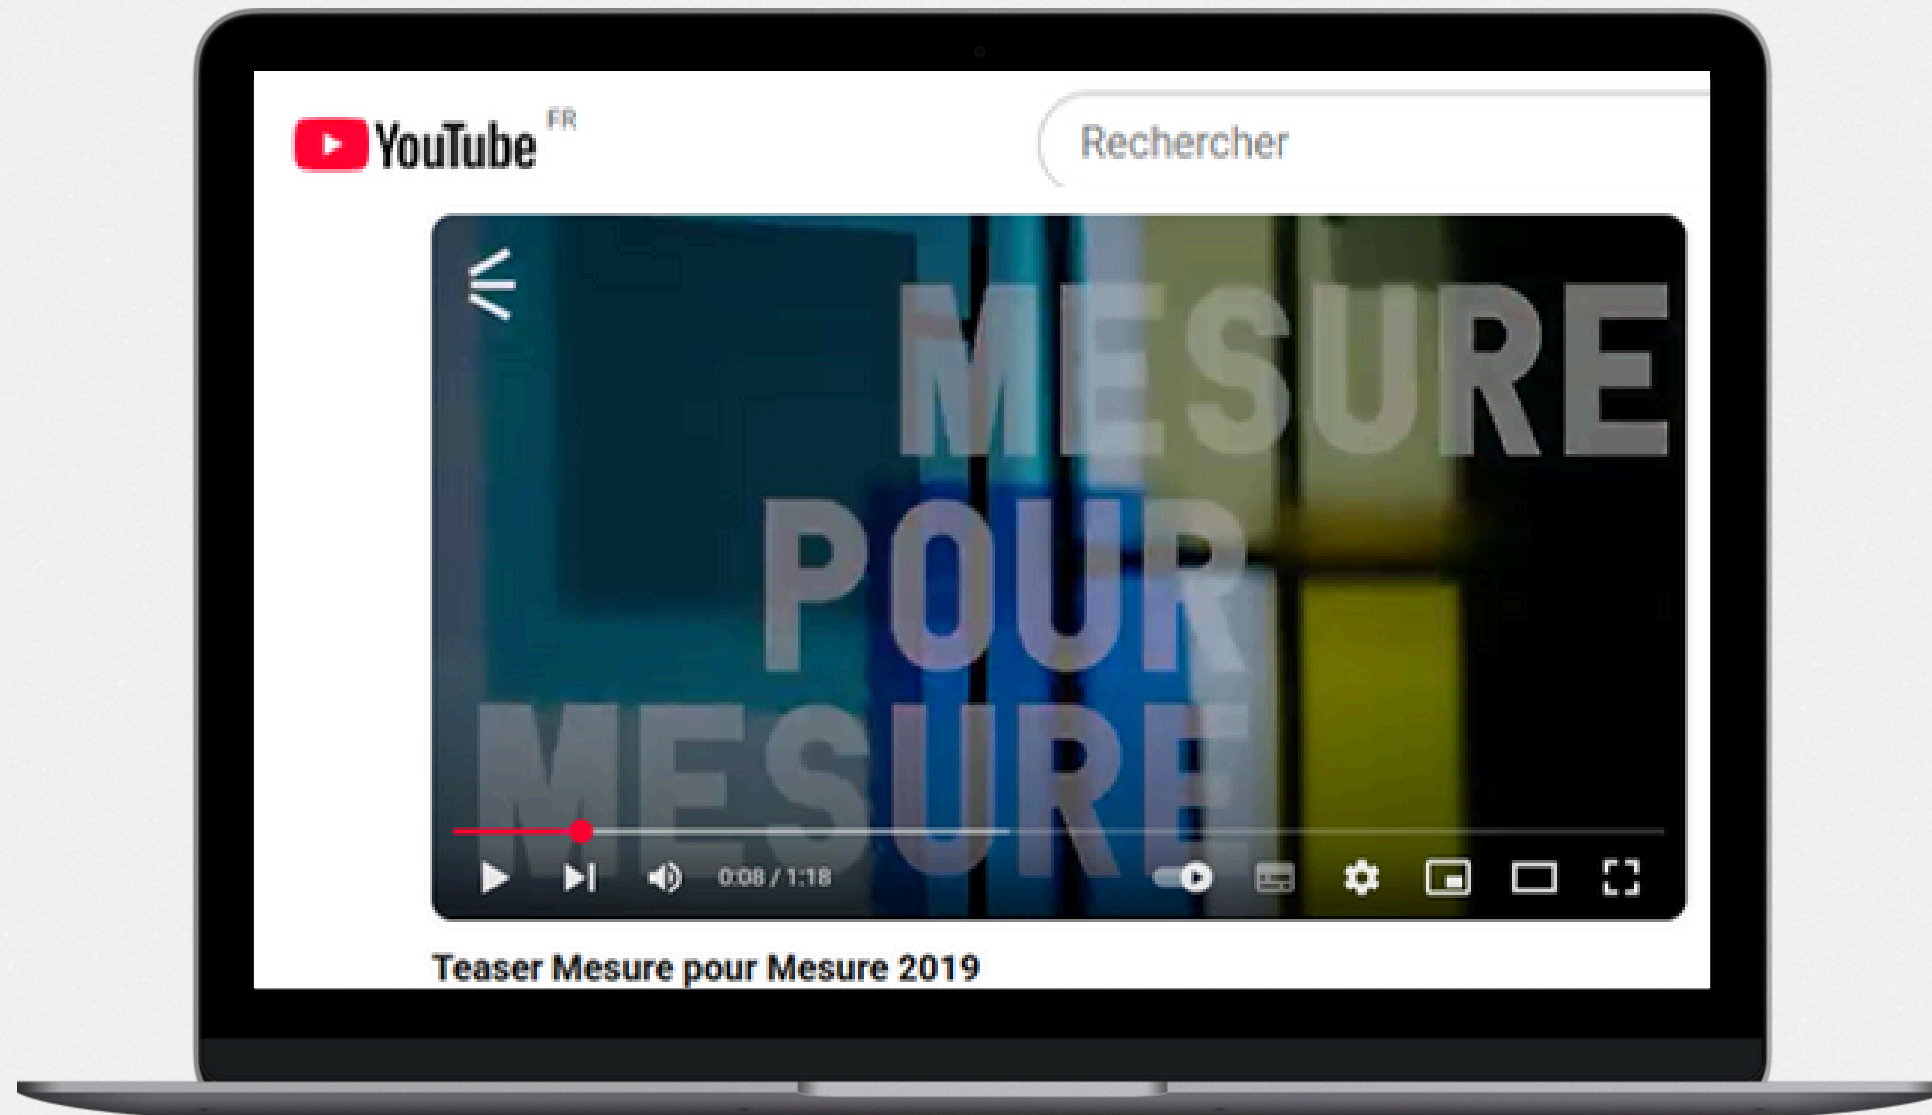 YouTube FR
Rechercher
MESURE
POUR
MESURE
0:08 / 1:18
Teaser Mesure pour Mesure 2019